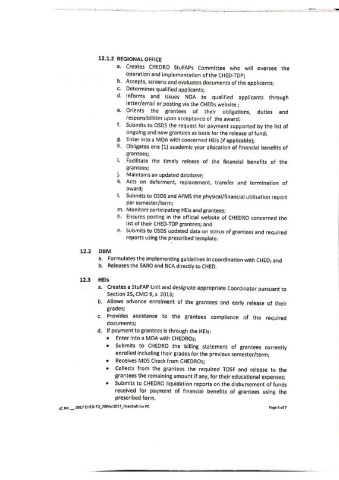 12.1.2 REGIONAL OFFICE
a. Creates CHEDRO StuFAPs Committee who will oversee the
operation and implementation of the CHED-TDP;
b. Accepts, screens and evaluates documents of the applicants;
c. Determines qualified applicants;
d. Informs and issues NOA to qualified applicants through
letter/email or posting via the CHEDs website ;
e. Orients the grantees of their obligations, duties and
responsibilities upon acceptance of the award;
f. Submits to OSDS the request for payment supported by the list of
ongoing and new grantees as basis for the release of fund;
g. Enter into a MOA with concerned HEIs (if applicable);
h. Obligates one (1) academic year allocation of financial benefits of
grantees;
i. Facilitate the timely release of the financial benefits of the
grantees;
j. Maintains an updated database;
k. Acts on deferment, replacement, transfer and termination of
award;
l. Submits to OSDS and AFMS the physical/financial utilization report
per semester/term;
m. Monitors participating HEIs and grantees;
n. Ensures posting in the official website of CHEDRO concerned the
list of their CHED-TDP grantees; and
n. Submits to OSDS updated data on status of grantees and required
reports using the prescribed template.
12.2 DBM
a. Formulates the implementing guidelines in coordination with CHED; and
b. Releases the SARO and NCA directly to CHED.
12.3 HEIs
a. Creates a StuFAP Unit and designate appropriate Coordinator pursuant to
Section 25, CMO 9, s. 2013;
b. Allows advance enrolment of the grantees and early release of their
grades;
c. Provides assistance to the grantees compliance of the required
documents;
d. If payment to grantees is through the HEIs:
• Enter into a MOA with CHEDROs;
• Submits to CHEDRO the billing statement of grantees currently
enrolled including their grades for the previous semester/term;
• Receives MDS Check from CHEDROs;
• Collects from the grantees the required TOSF and release to the
grantees the remaining amount if any, for their educational expenses;
• Submits to CHEDRO liquidation reports on the disbursement of funds
received for payment of financial benefits of grantees using the
prescribed form.
JC No. __ 2017 for PC Page 5 of 7